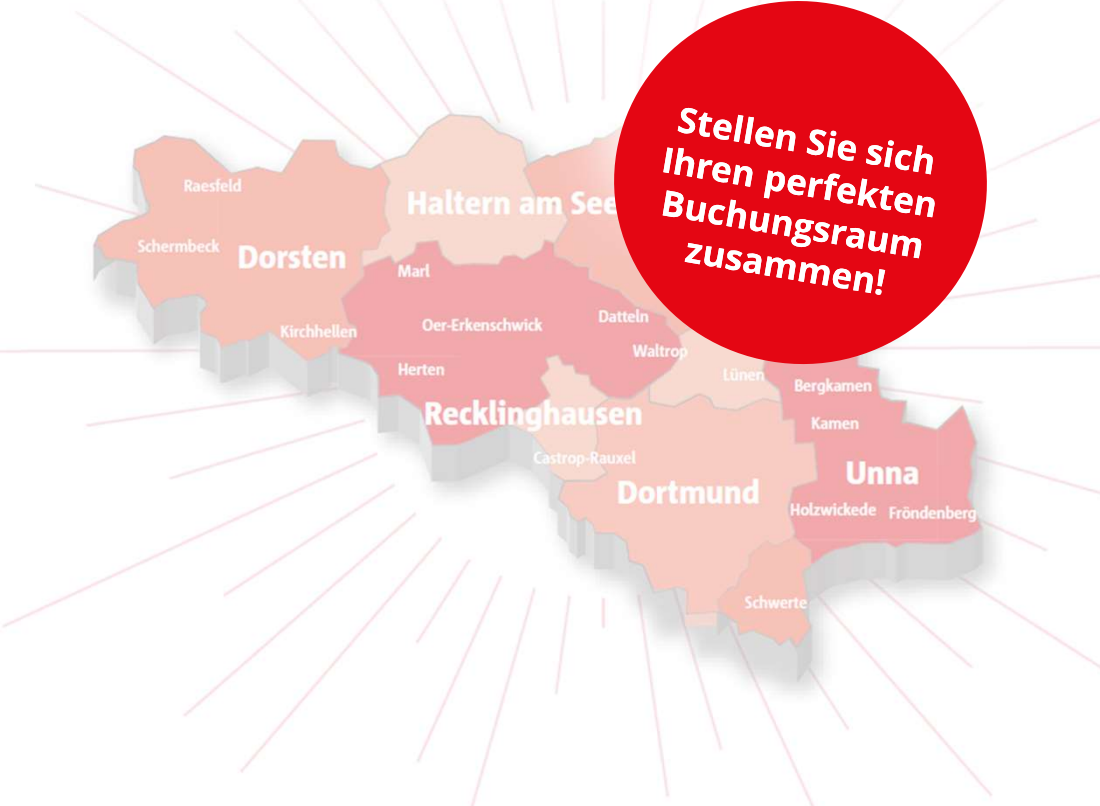 Stellen Sie sich
Ihren perfekten
Buchungsraum
zusammen!
Raesfeld
Haltern am See
Schermbeck
Dorsten
Marl
Oer-Erkenschwick
Datteln
Kirchhellen
Waltrop
Herten
Lünen
Bergkamen
Recklinghausen
Kamen
Castrop-Rauxel
Unna
Dortmund
Holzwickede
Fröndenberg
Schwerte